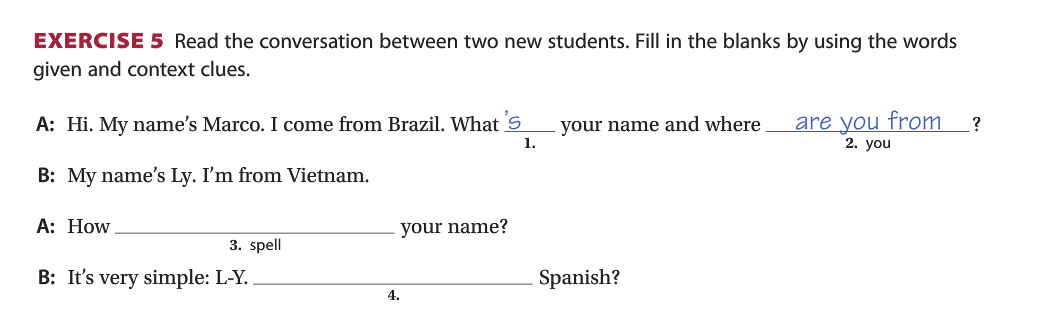 EXERCISE 5 Read the conversation between two new students. Fill in the blanks by using the words
given and context clues.
A: Hi. My name's Marco. I come from Brazil. What 's your name and where are you from ?
1. 2. you
B: My name's Ly. I'm from Vietnam.
A: How ____ your name?
3. spell
B: It's very simple: L-Y. ____ Spanish?
4.